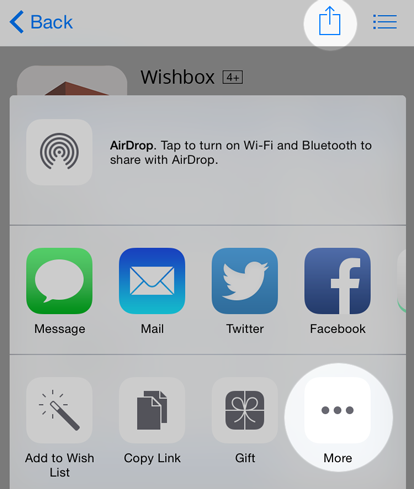 Back
Wishbox 4+
AirDrop. Tap to turn on Wi-Fi and Bluetooth to
share with AirDrop.
Message Mail Twitter Facebook
Add to Wish Copy Link Gift More
List